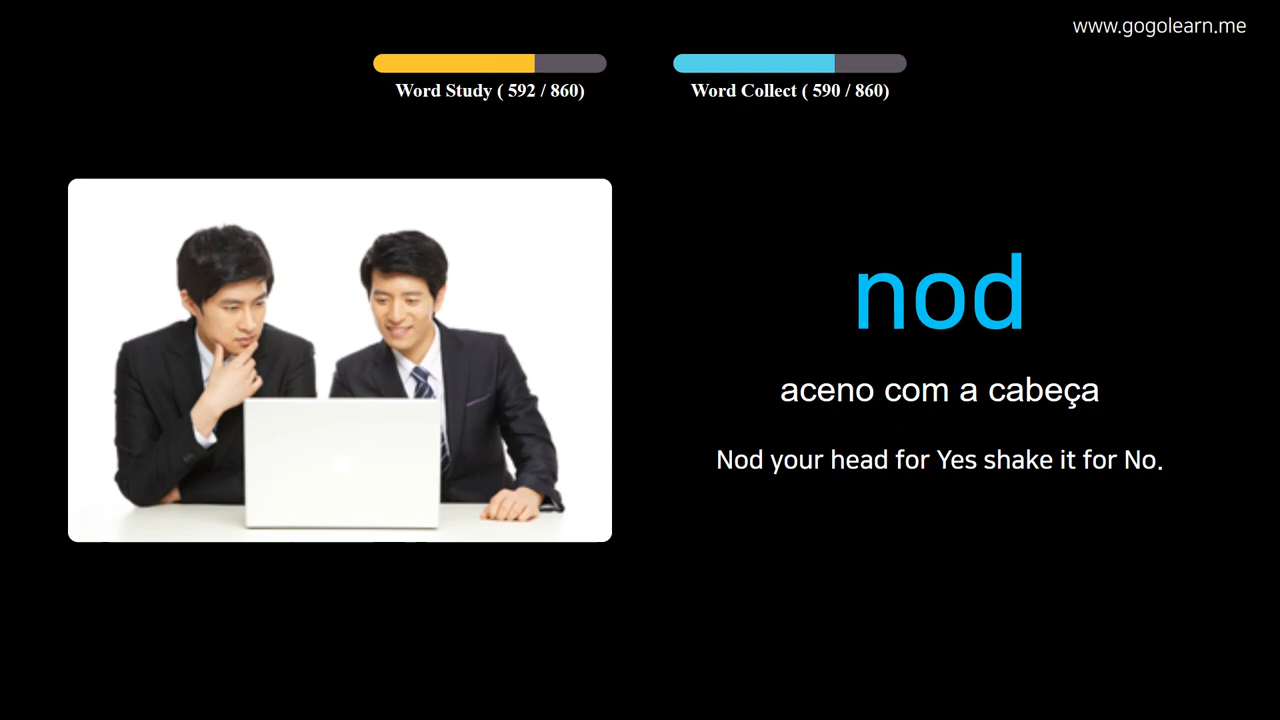 www.gogolearn.me
Word Study ( 592 / 860)
Word Collect ( 590 / 860)
nod
aceno com a cabeça
Nod your head for Yes shake it for No.